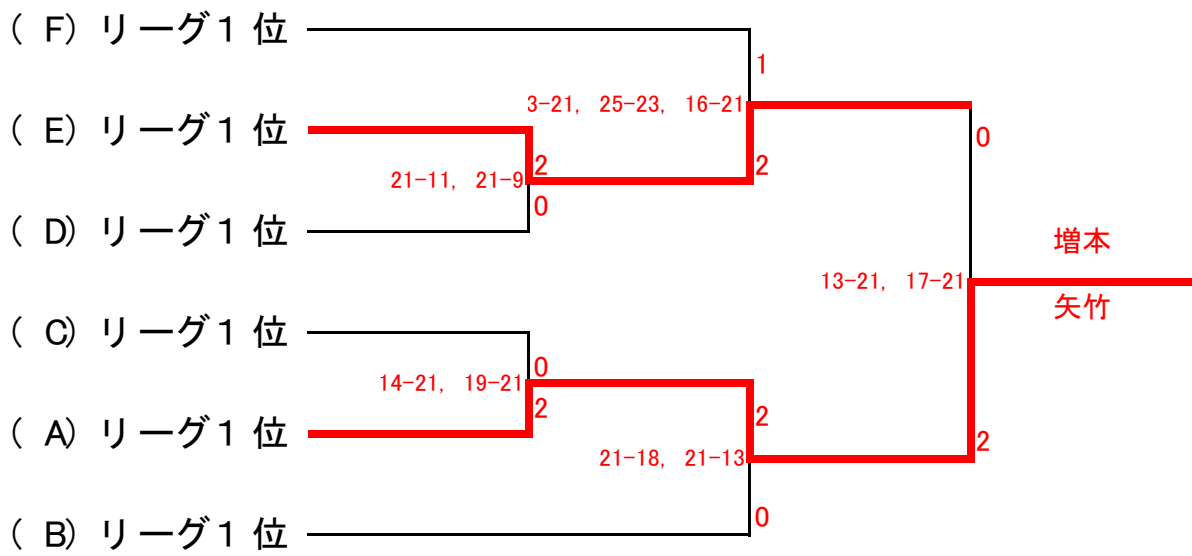 ( F) リーグ1 位
1
3-21, 25-23, 16-21
( E) リーグ1 位
0
2
2
21-11, 21-9
0
( D) リーグ1 位
増本
13-21, 17-21
矢竹
( C) リーグ1 位
0
14-21, 19-21
2
2
( A) リーグ1 位
2
21-18, 21-13
0
( B) リーグ1 位